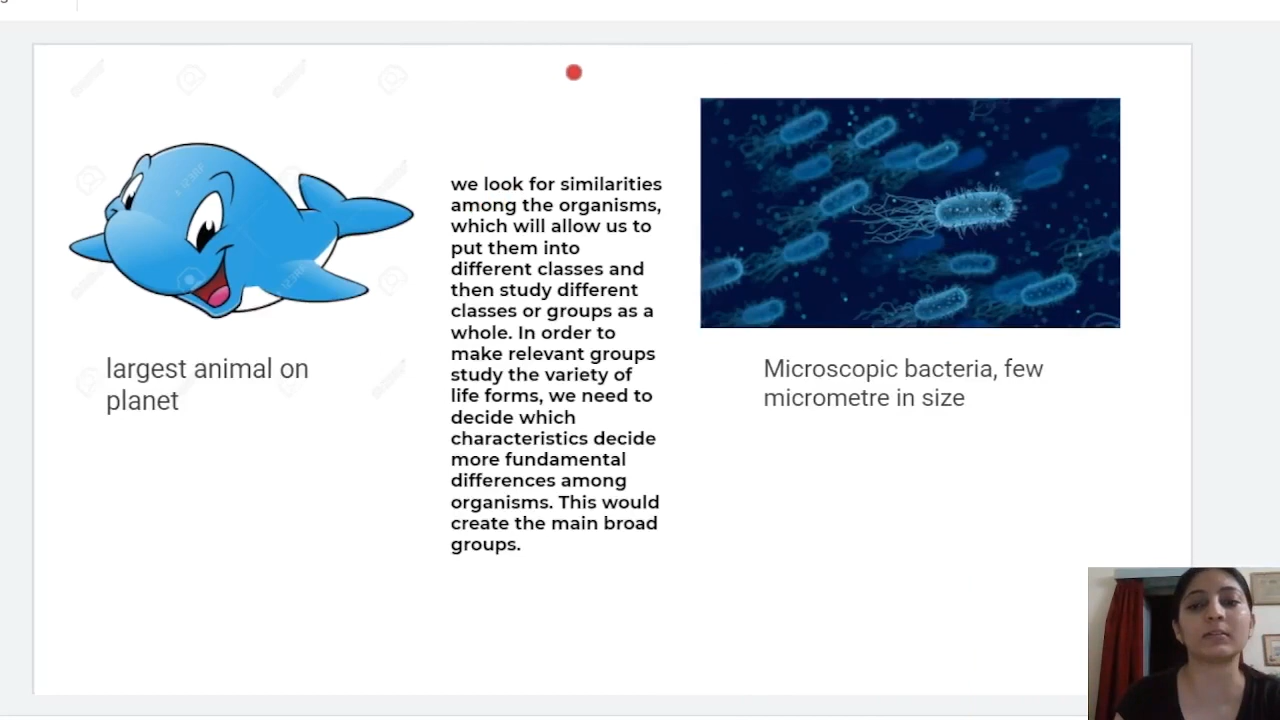 largest animal on
planet
we look for similarities
among the organisms,
which will allow us to
put them into
different classes and
then study different
classes or groups as a
whole. In order to
make relevant groups
study the variety of
life forms, we need to
decide which
characteristics decide
more fundamental
differences among
organisms. This would
create the main broad
groups.
Microscopic bacteria, few
micrometre in size